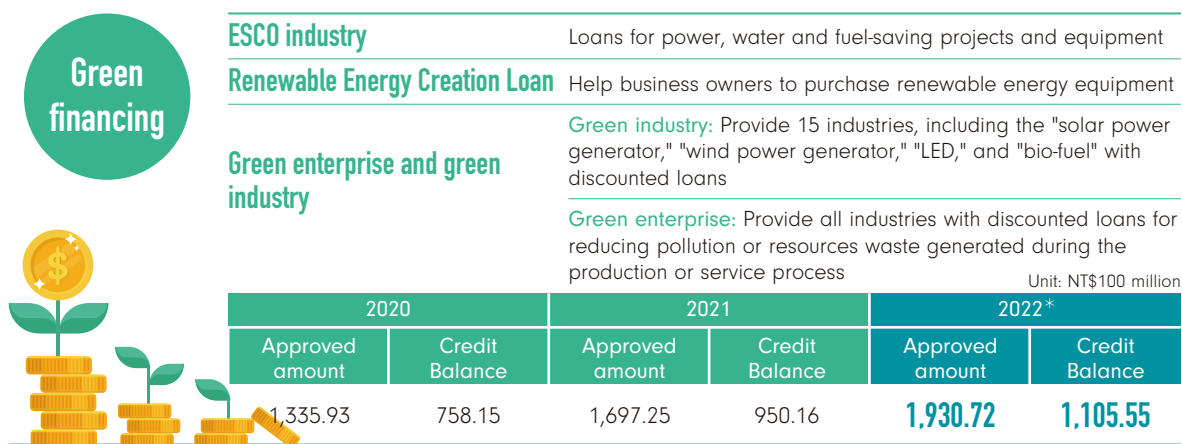 Green
financing
ESCO industry
Loans for power, water and fuel-saving projects and equipment
Renewable Energy Creation Loan
Help business owners to purchase renewable energy equipment
Green enterprise and green
industry
Green industry: Provide 15 industries, including the "solar power
generator," "wind power generator," "LED," and "bio-fuel" with
discounted loans
Green enterprise: Provide all industries with discounted loans for
reducing pollution or resources waste generated during the
production or service process
Unit: NT$100 million
2020 2021 2022*
Approved amount Credit Balance Approved amount Credit Balance Approved amount Credit Balance
1,335.93 758.15 1,697.25 950.16 1,930.72 1,105.55
$